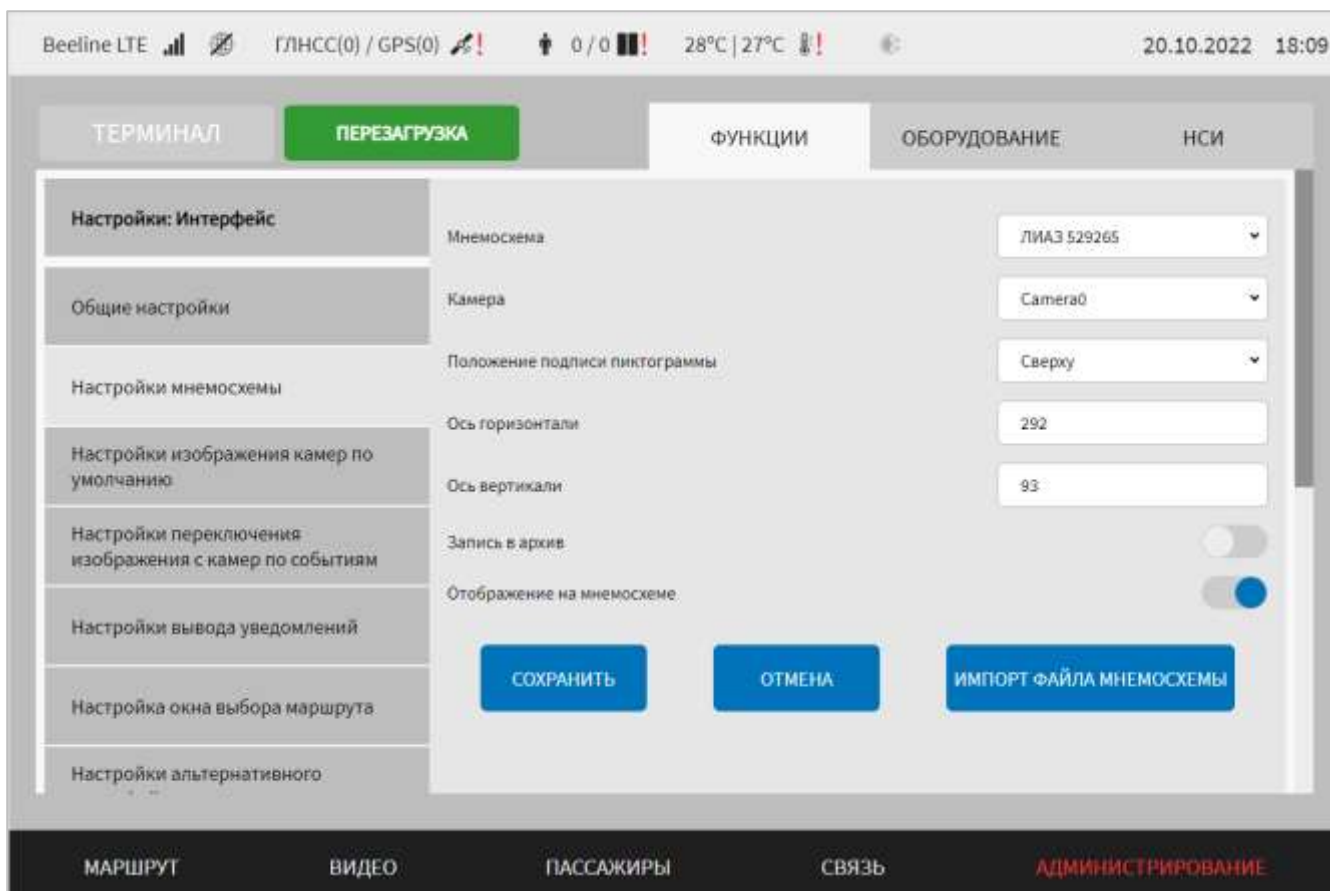 Beeline LTE ГЛНСС(0) / GPS(0) ! 0 / 0 ! 28°C | 27°C ! 20.10.2022 18:09
ТЕРМИНАЛ ПЕРЕЗАГРУЗКА ФУНКЦИИ ОБОРУДОВАНИЕ НСИ
Настройки: Интерфейс
Общие настройки
Настройки мнемосхемы
Настройки изображения камер по
умолчанию
Настройки переключения
изображения с камер по событиям
Настройки вывода уведомлений
Настройка окна выбора маршрута
Настройки альтернативного
Мнемосхема ЛИАЗ 529265
Камера Camera0
Положение подписи пиктограммы Сверху
Ось горизонтали 292
Ось вертикали 93
Запись в архив
Отображение на мнемосхеме
СОХРАНИТЬ ОТМЕНА ИМПОРТ ФАЙЛА МНЕМОСХЕМЫ
МАРШРУТ ВИДЕО ПАССАЖИРЫ СВЯЗЬ АДМИНИСТРИРОВАНИЕ